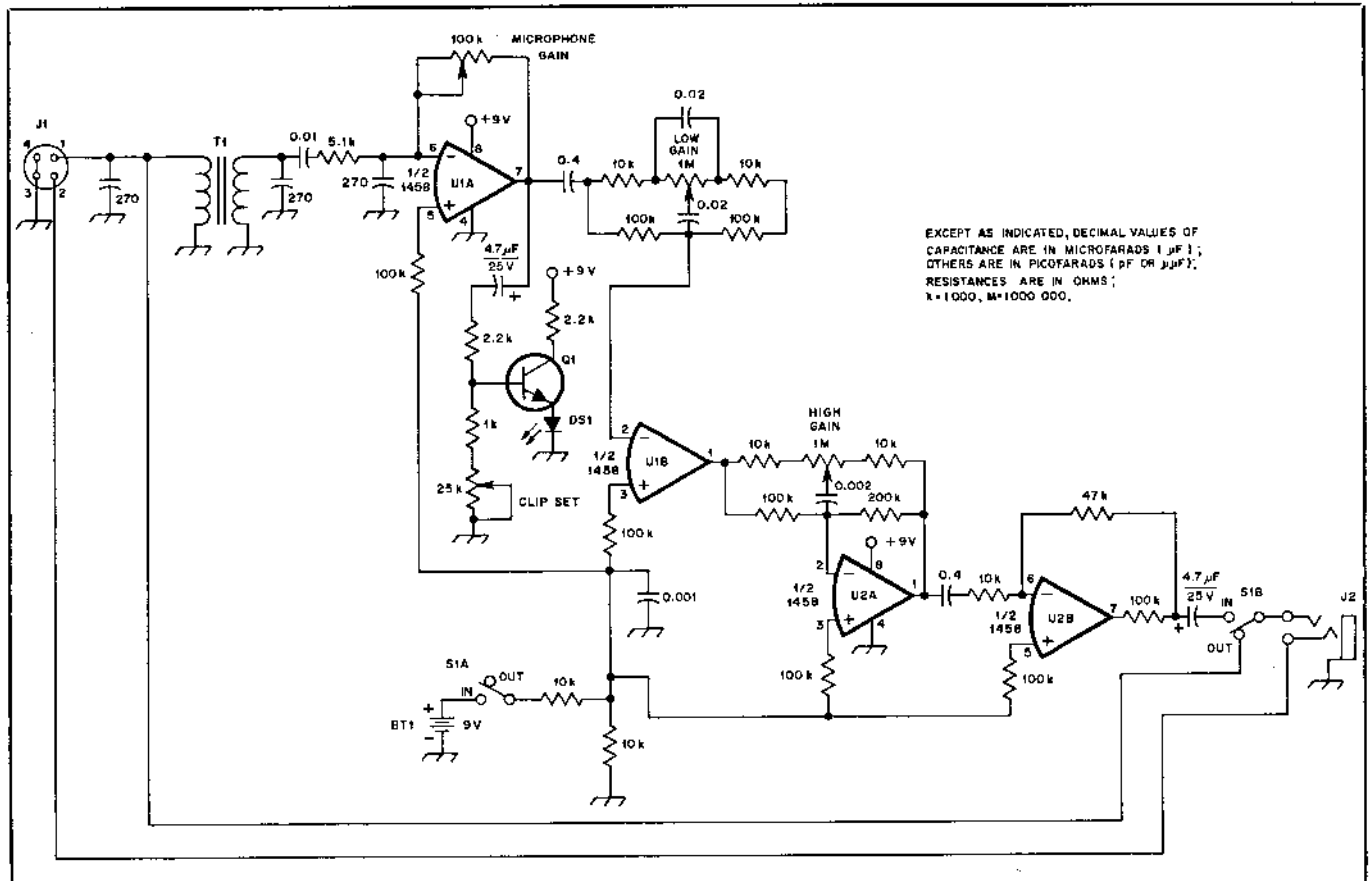 100k MICROPHONE
GAIN
J1
4 1
3 2
270
T1
270
0.01
5.1k
270
+9V
6
8
1/2
1458
U1A
7
5
4
100k
4.7µF
25V
+9V
2.2k
2.2k
Q1
DS1
1k
25k
CLIP SET
0.4
10k
0.02
LOW
GAIN
1M
10k
0.02
100k
100k
EXCEPT AS INDICATED, DECIMAL VALUES OF
CAPACITANCE ARE IN MICROFARADS (µF);
OTHERS ARE IN PICOFARADS (pF OR µµF);
RESISTANCES ARE IN OHMS;
k=1000, M=1000 000.
2
1/2
1458
U1B
1
3
100k
0.001
HIGH
GAIN
10k
1M
10k
0.002
100k
200k
+9V
2
8
1/2
1458
U2A
1
3
4
100k
0.4
10k
47k
6
1/2
1458
U2B
7
5
100k
100k
4.7µF
25V
IN
S1B
OUT
J2
S1A
OUT
IN
10k
+
BT1
9V
-
10k